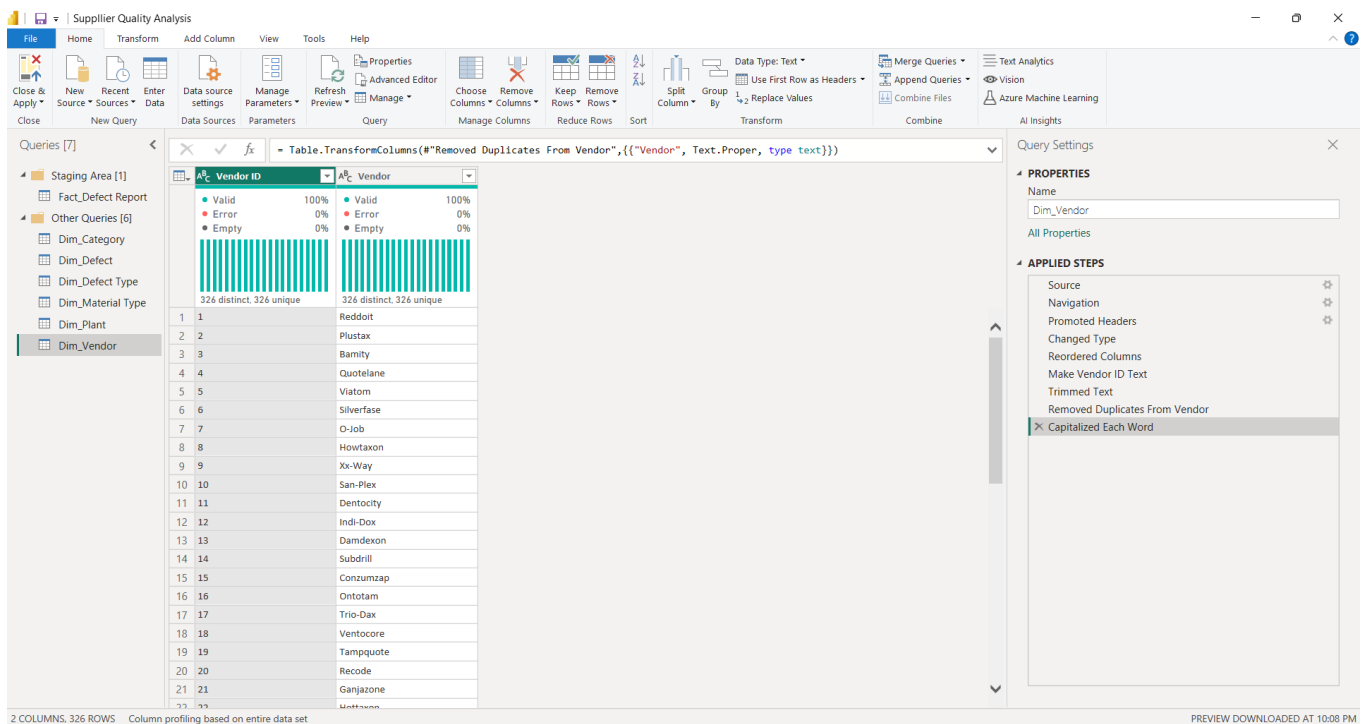 Suppllier Quality Analysis
File Home Transform Add Column View Tools Help
Close & Apply
New Source
Recent Sources
Enter Data
Data source settings
Manage Parameters
Refresh Preview
Properties
Advanced Editor
Manage
Choose Columns
Remove Columns
Keep Rows
Remove Rows
Split Column
Group By
Data Type: Text
Use First Row as Headers
Replace Values
Merge Queries
Append Queries
Combine Files
Text Analytics
Vision
Azure Machine Learning
Close New Query Data Sources Parameters Query Manage Columns Reduce Rows Sort Transform Combine AI Insights
Queries [7]
Staging Area [1]
Fact_Defect Report
Other Queries [6]
Dim_Category
Dim_Defect
Dim_Defect Type
Dim_Material Type
Dim_Plant
Dim_Vendor
fx = Table.TransformColumns(#"Removed Duplicates From Vendor",{{"Vendor", Text.Proper, type text}})
ABC Vendor ID ABC Vendor
Valid 100% Valid 100%
Error 0% Error 0%
Empty 0% Empty 0%
326 distinct, 326 unique 326 distinct, 326 unique
1 1 Reddoit
2 2 Plustax
3 3 Bamity
4 4 Quotelane
5 5 Viatom
6 6 Silverfase
7 7 O-Job
8 8 Howtaxon
9 9 Xx-Way
10 10 San-Plex
11 11 Dentocity
12 12 Indi-Dox
13 13 Damdexon
14 14 Subdrill
15 15 Conzumzap
16 16 Ontotam
17 17 Trio-Dax
18 18 Ventocore
19 19 Tampquote
20 20 Recode
21 21 Ganjazone
22 22 Hottaxon
Query Settings
PROPERTIES
Name
Dim_Vendor
All Properties
APPLIED STEPS
Source
Navigation
Promoted Headers
Changed Type
Reordered Columns
Make Vendor ID Text
Trimmed Text
Removed Duplicates From Vendor
Capitalized Each Word
2 COLUMNS, 326 ROWS Column profiling based on entire data set PREVIEW DOWNLOADED AT 10:08 PM